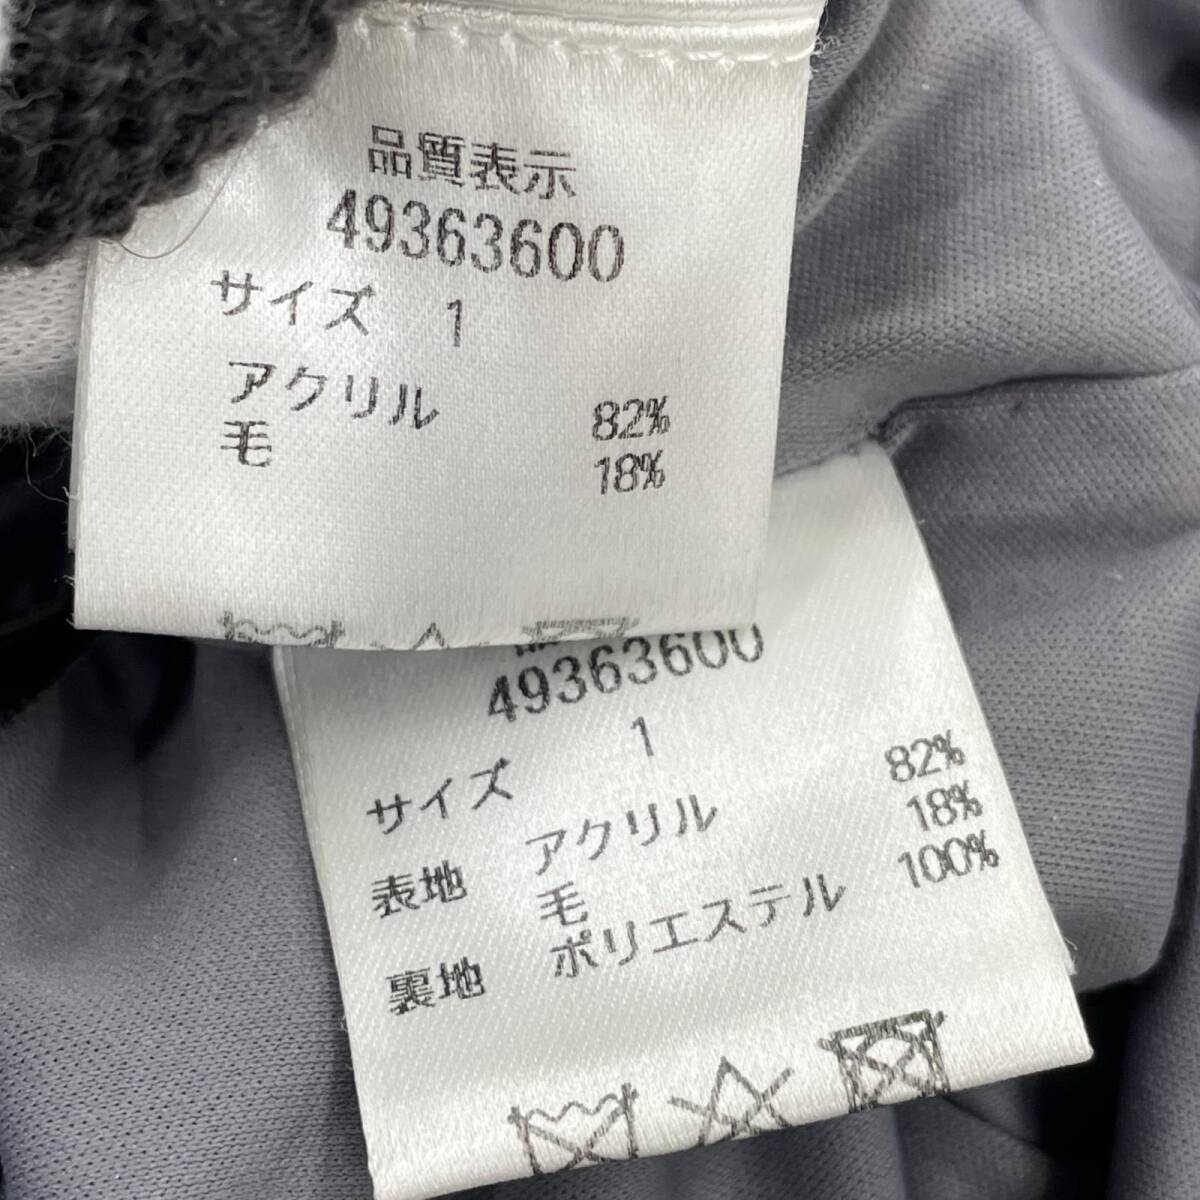 品質表示
49363600
サイズ 1
アクリル 82%
毛 18%
49363600
サイズ 1
表地 アクリル 82%
毛 18%
裏地 ポリエステル 100%